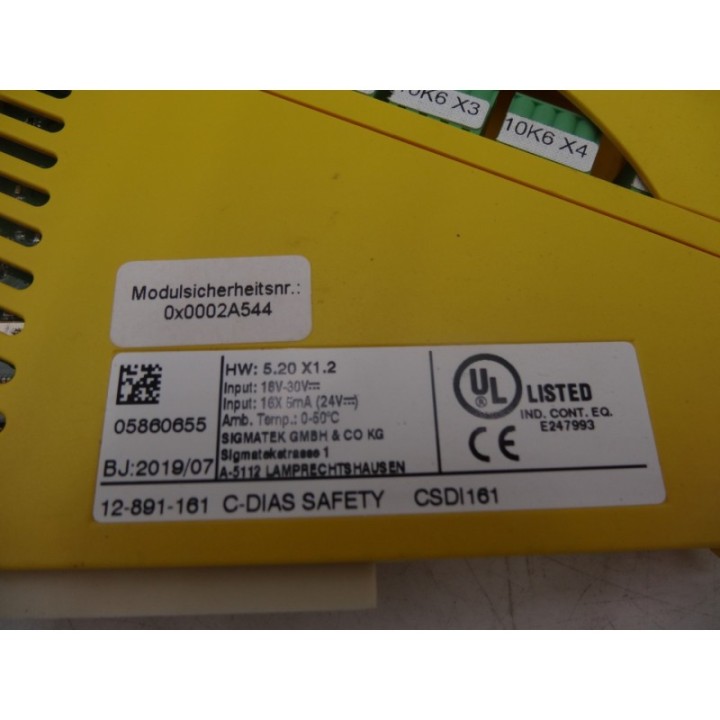 10K6 X3
10K6 X4
Modulsicherheitsnr.:
0x0002A544
HW: 5.20 X1.2
Input: 18V-30V⎓
Input: 16X 5mA (24V⎓)
Amb. Temp.: 0-50°C
SIGMATEK GMBH & CO KG
Sigmatekstrasse 1
A-5112 LAMPRECHTSHAUSEN
05860655
BJ:2019/07
UL
®
LISTED
IND. CONT. EQ.
E247993
CE
12-891-161 C-DIAS SAFETY CSDI161